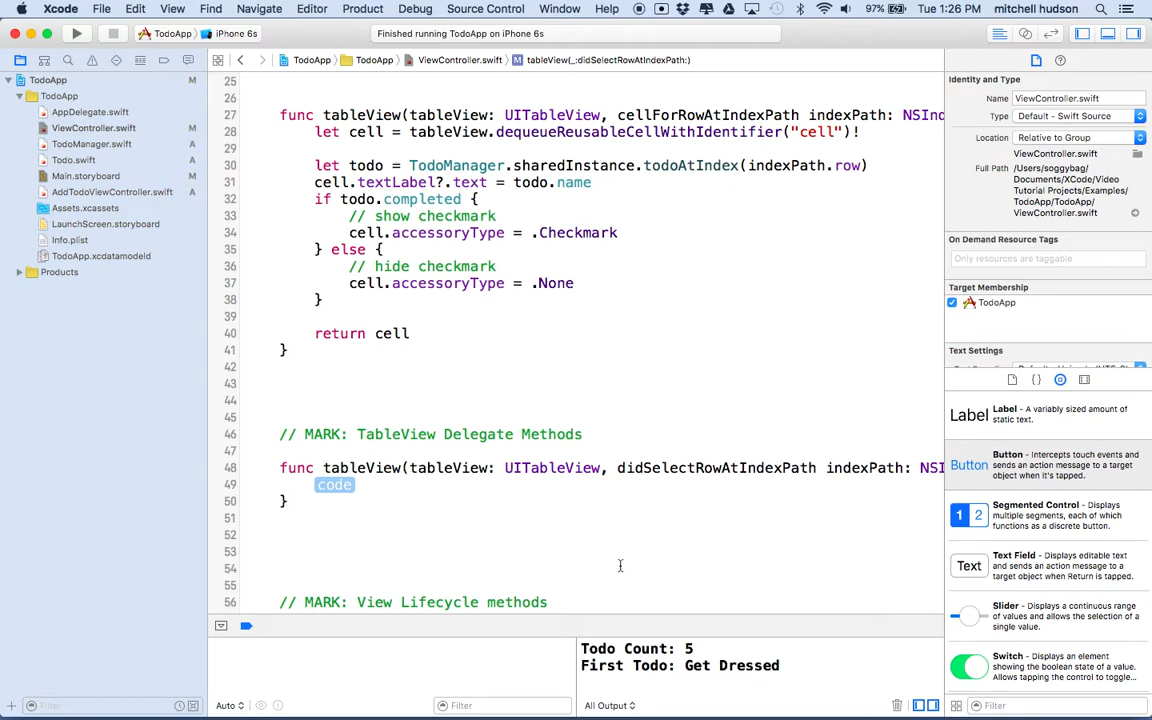 Xcode File Edit View Find Navigate Editor Product Debug Source Control Window Help 97% Tue 1:26 PM mitchell hudson
TodoApp iPhone 6s Finished running TodoApp on iPhone 6s
TodoApp TodoApp ViewController.swift M tableView(_:didSelectRowAtIndexPath:)
TodoApp M
TodoApp
AppDelegate.swift
ViewController.swift M
TodoManager.swift A
Todo.swift A
Main.storyboard M
AddTodoViewController.swift A
Assets.xcassets
LaunchScreen.storyboard
Info.plist
TodoApp.xcdatamodeld
Products
Filter
25
26
27 func tableView(tableView: UITableView, cellForRowAtIndexPath indexPath: NSInd
28 let cell = tableView.dequeueReusableCellWithIdentifier("cell")!
29
30 let todo = TodoManager.sharedInstance.todoAtIndex(indexPath.row)
31 cell.textLabel?.text = todo.name
32 if todo.completed {
33 // show checkmark
34 cell.accessoryType = .Checkmark
35 } else {
36 // hide checkmark
37 cell.accessoryType = .None
38 }
39
40 return cell
41 }
42
43
44
45
46 // MARK: TableView Delegate Methods
47
48 func tableView(tableView: UITableView, didSelectRowAtIndexPath indexPath: NSI
49 code
50 }
51
52
53
54
55
56 // MARK: View Lifecycle methods
Todo Count: 5
First Todo: Get Dressed
Auto Filter All Output
Identity and Type
Name ViewController.swift
Type Default - Swift Source
Location Relative to Group
ViewController.swift
Full Path /Users/soggybag/
Documents/XCode/Video
Tutorial Projects/Examples/
TodoApp/TodoApp/
ViewController.swift
On Demand Resource Tags
Only resources are taggable
Target Membership
TodoApp
Text Settings
Label Label - A variably sized amount of
static text.
Button Button - Intercepts touch events and
sends an action message to a target
object when it's tapped.
1 2 Segmented Control - Displays
multiple segments, each of which
functions as a discrete button.
Text Text Field - Displays editable text
and sends an action message to a
target object when Return is tapped.
Slider - Displays a continuous range
of values and allows the selection of a
single value.
Switch - Displays an element
showing the boolean state of a value.
Allows tapping the control to toggle...
Filter